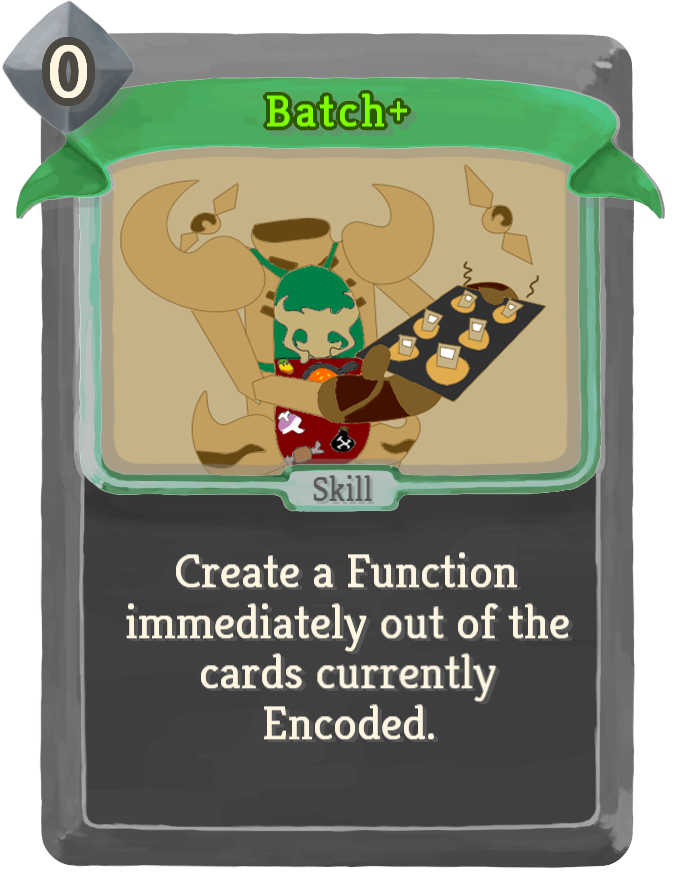 0
Batch+
Skill
Create a Function
immediately out of the
cards currently
Encoded.